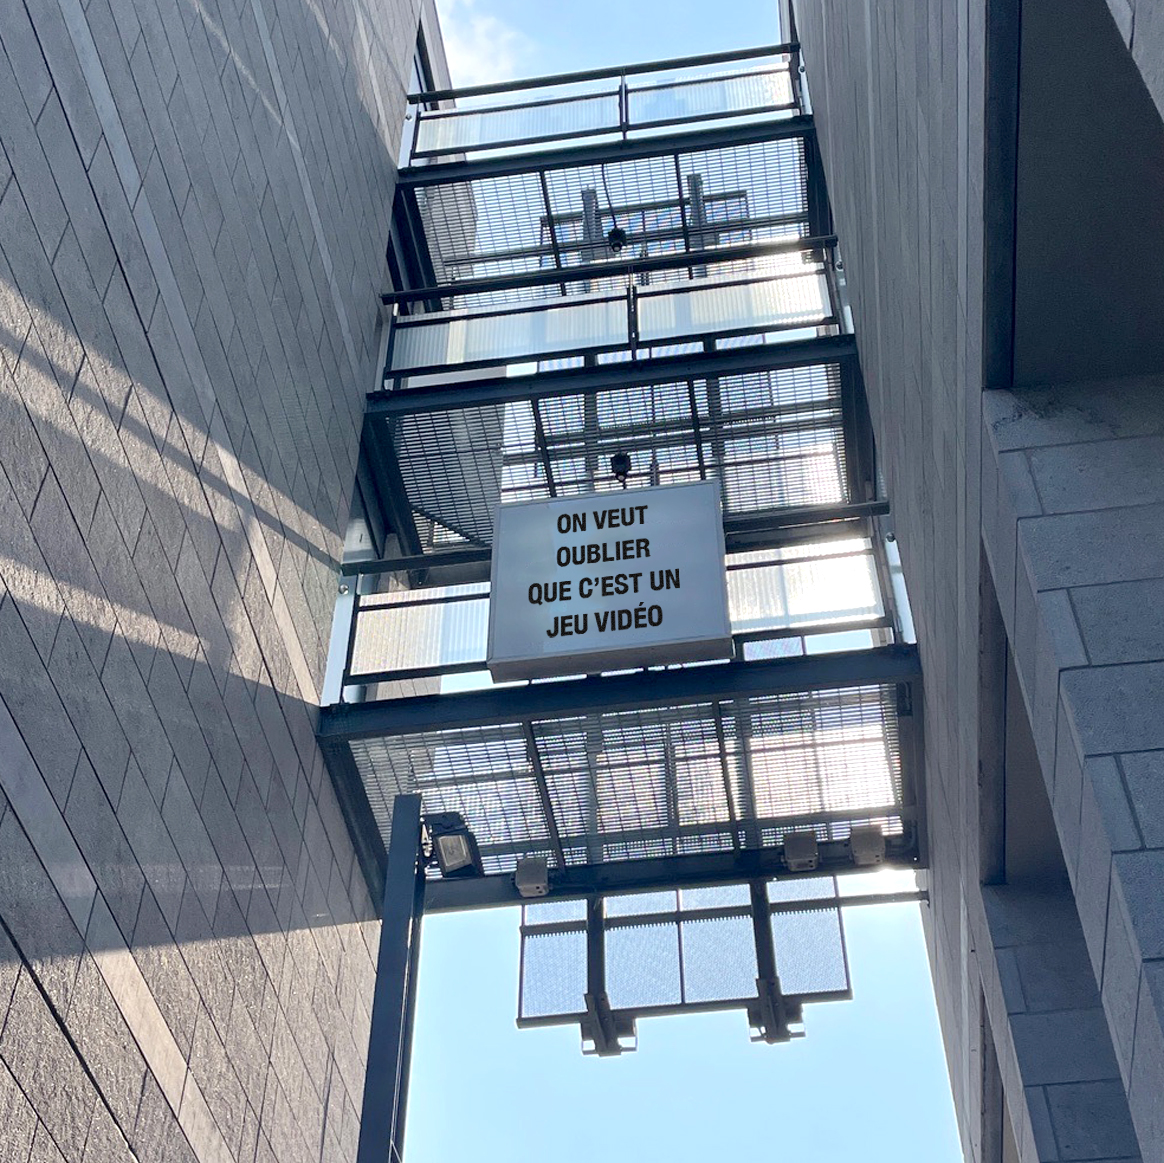 ON VEUT
OUBLIER
QUE C’EST UN
JEU VIDÉO